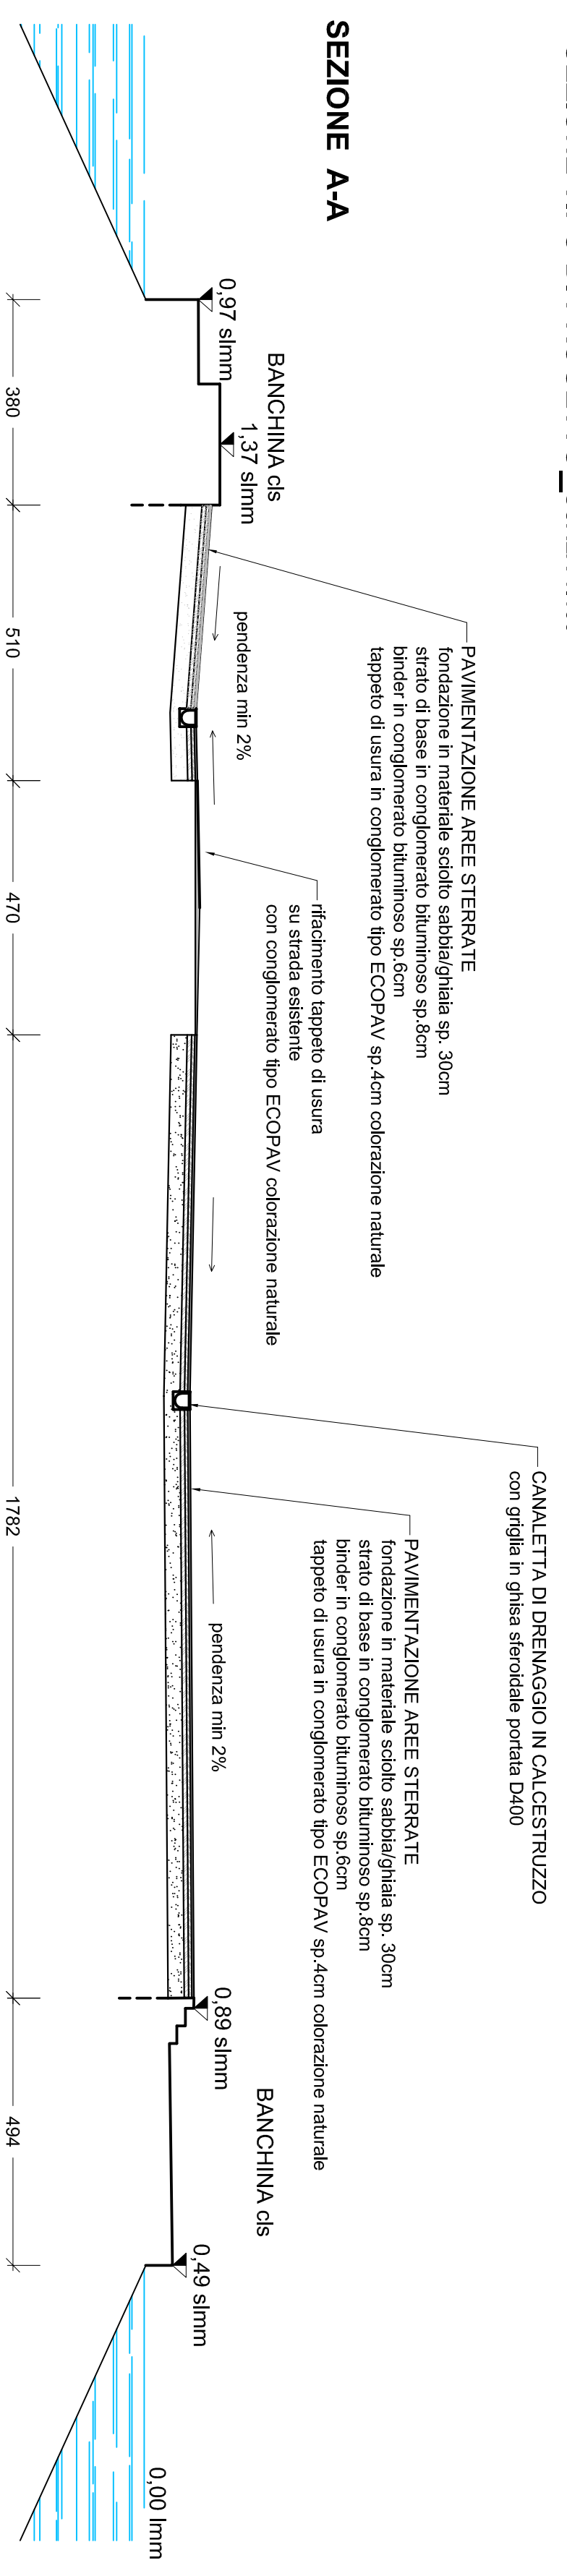 SEZIONE A-A
CANALETTA DI DRENAGGIO IN CALCESTRUZZO
con griglia in ghisa sferoidale portata D400
PAVIMENTAZIONE AREE STERRATE
fondazione in materiale sciolto sabbia/ghiaia sp. 30cm
strato di base in conglomerato bituminoso sp.8cm
binder in conglomerato bituminoso sp.6cm
tappeto di usura in conglomerato tipo ECOPAV sp.4cm colorazione naturale
PAVIMENTAZIONE AREE STERRATE
fondazione in materiale sciolto sabbia/ghiaia sp. 30cm
strato di base in conglomerato bituminoso sp.8cm
binder in conglomerato bituminoso sp.6cm
tappeto di usura in conglomerato tipo ECOPAV sp.4cm colorazione naturale
rifacimento tappeto di usura
su strada esistente
con conglomerato tipo ECOPAV colorazione naturale
BANCHINA cls
1,37 slmm
0,97 slmm
pendenza min 2%
pendenza min 2%
BANCHINA cls
0,89 slmm
0,49 slmm
0,00 lmm
380
510
470
1782
494